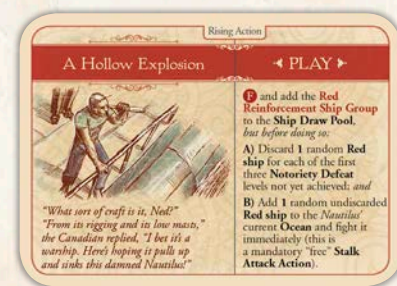 Rising Action
A Hollow Explosion
PLAY
"What sort of craft is it, Ned?"
"From its rigging and its low masts,"
the Canadian replied, "I bet it's a
warship. Here's hoping it pulls up
and sinks this damned Nautilus!"
F and add the Red
Reinforcement Ship Group
to the Ship Draw Pool,
but before doing so:
A) Discard 1 random Red
ship for each of the first
three Notoriety Defeat
levels not yet achieved; and
B) Add 1 random undiscarded
Red ship to the Nautilus'
current Ocean and fight it
immediately (this is
a mandatory "free" Stalk
Attack Action).